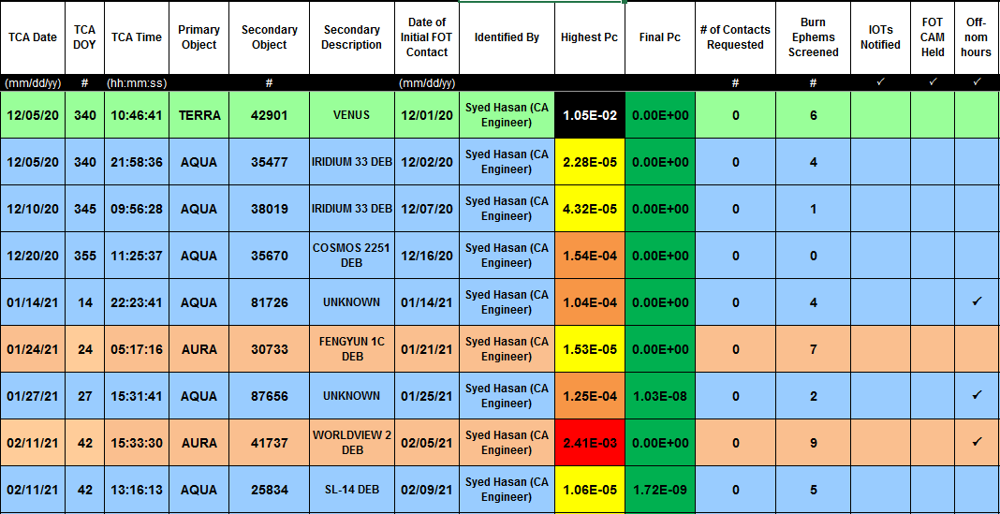 TCA Date TCA DOY TCA Time Primary Object Secondary Object Secondary Description Date of Initial FOT Contact Identified By Highest Pc Final Pc # of Contacts Requested Burn Ephems Screened IOTs Notified FOT CAM Held Off-nom hours
(mm/dd/yy) # (hh:mm:ss) # (mm/dd/yy) # # ✓ ✓ ✓
12/05/20 340 10:46:41 TERRA 42901 VENUS 12/01/20 Syed Hasan (CA Engineer) 1.05E-02 0.00E+00 0 6
12/05/20 340 21:58:36 AQUA 35477 IRIDIUM 33 DEB 12/02/20 Syed Hasan (CA Engineer) 2.28E-05 0.00E+00 0 4
12/10/20 345 09:56:28 AQUA 38019 IRIDIUM 33 DEB 12/07/20 Syed Hasan (CA Engineer) 4.32E-05 0.00E+00 0 1
12/20/20 355 11:25:37 AQUA 35670 COSMOS 2251 DEB 12/16/20 Syed Hasan (CA Engineer) 1.54E-04 0.00E+00 0 0
01/14/21 14 22:23:41 AQUA 81726 UNKNOWN 01/14/21 Syed Hasan (CA Engineer) 1.04E-04 0.00E+00 0 4 ✓
01/24/21 24 05:17:16 AURA 30733 FENGYUN 1C DEB 01/21/21 Syed Hasan (CA Engineer) 1.53E-05 0.00E+00 0 7
01/27/21 27 15:31:41 AQUA 87656 UNKNOWN 01/25/21 Syed Hasan (CA Engineer) 1.25E-04 1.03E-08 0 2 ✓
02/11/21 42 15:33:30 AURA 41737 WORLDVIEW 2 DEB 02/05/21 Syed Hasan (CA Engineer) 2.41E-03 0.00E+00 0 9 ✓
02/11/21 42 13:16:13 AQUA 25834 SL-14 DEB 02/09/21 Syed Hasan (CA Engineer) 1.06E-05 1.72E-09 0 5